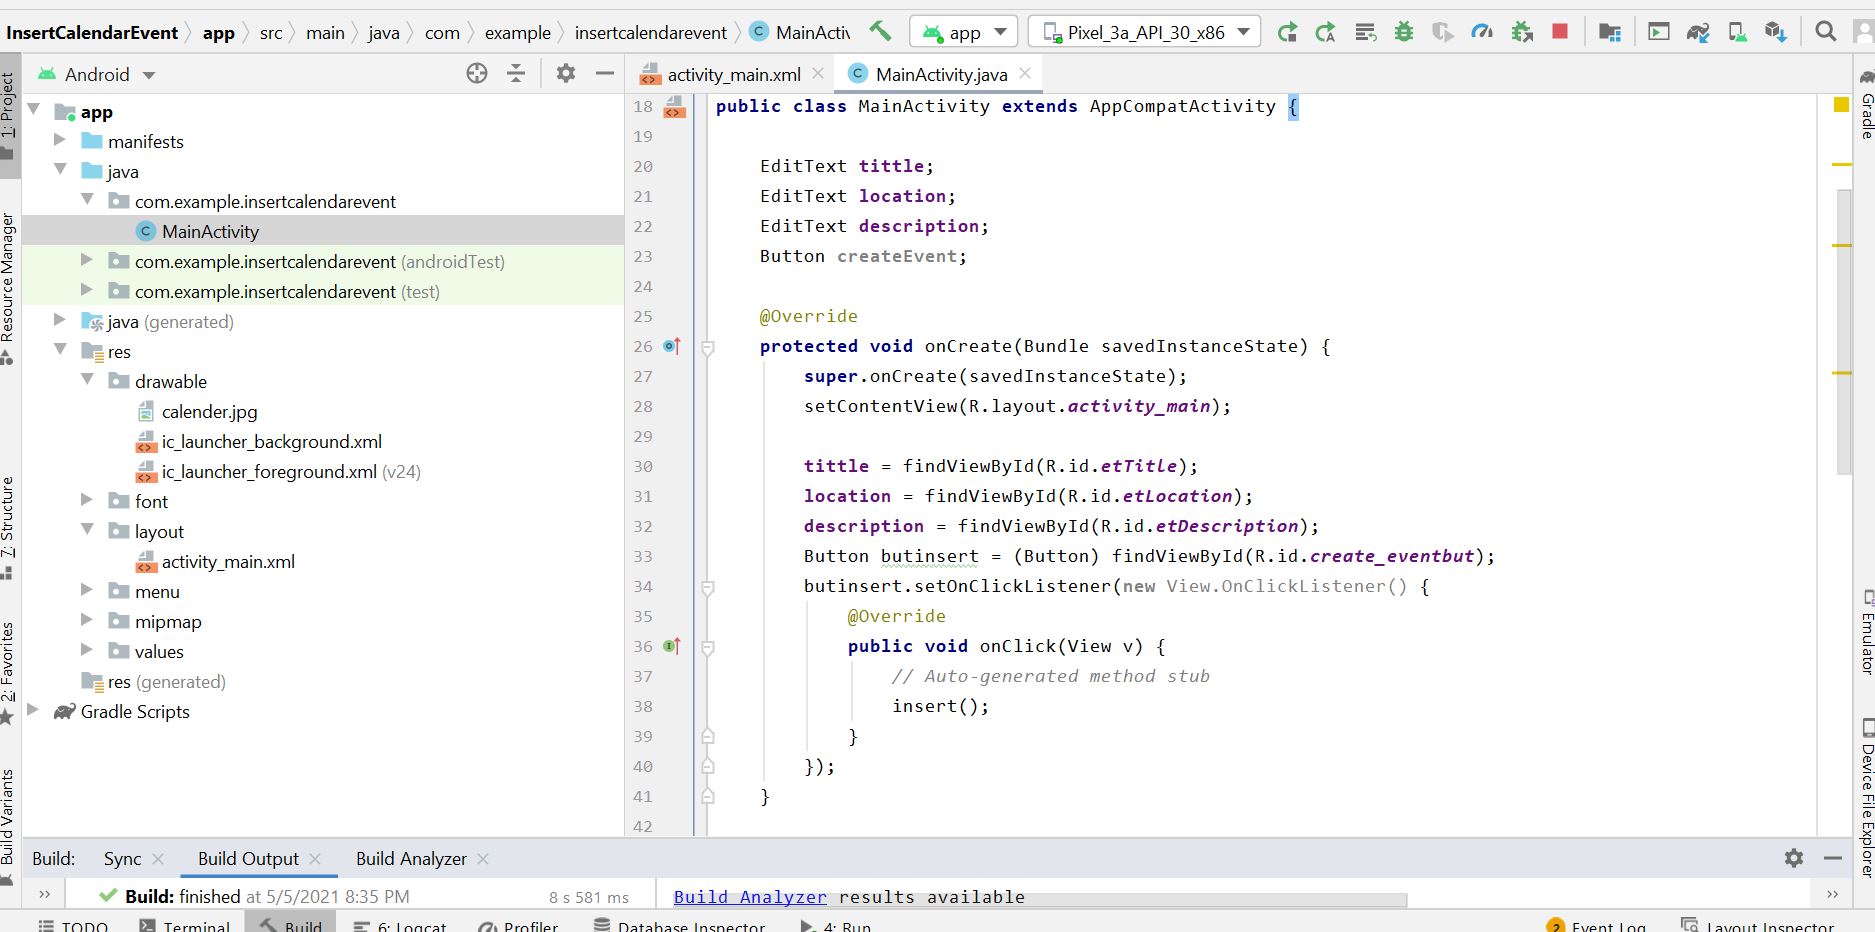 InsertCalendarEvent app src main java com example insertcalendarevent MainActiv app Pixel_3a_API_30_x86
Android
app
manifests
java
com.example.insertcalendarevent
MainActivity
com.example.insertcalendarevent (androidTest)
com.example.insertcalendarevent (test)
java (generated)
res
drawable
calender.jpg
ic_launcher_background.xml
ic_launcher_foreground.xml (v24)
font
layout
activity_main.xml
menu
mipmap
values
res (generated)
Gradle Scripts
1: Project
Resource Manager
7: Structure
2: Favorites
Build Variants
activity_main.xml MainActivity.java
18 public class MainActivity extends AppCompatActivity {
19
20 EditText tittle;
21 EditText location;
22 EditText description;
23 Button createEvent;
24
25 @Override
26 protected void onCreate(Bundle savedInstanceState) {
27 super.onCreate(savedInstanceState);
28 setContentView(R.layout.activity_main);
29
30 tittle = findViewById(R.id.etTitle);
31 location = findViewById(R.id.etLocation);
32 description = findViewById(R.id.etDescription);
33 Button butinsert = (Button) findViewById(R.id.create_eventbut);
34 butinsert.setOnClickListener(new View.OnClickListener() {
35 @Override
36 public void onClick(View v) {
37 // Auto-generated method stub
38 insert();
39 }
40 });
41 }
42
Gradle
Emulator
Device File Explorer
Build: Sync Build Output Build Analyzer
Build: finished at 5/5/2021 8:35 PM 8 s 581 ms
Build Analyzer results available
TODO Terminal Build 6: Logcat Profiler Database Inspector 4: Run 2 Event Log Layout Inspector